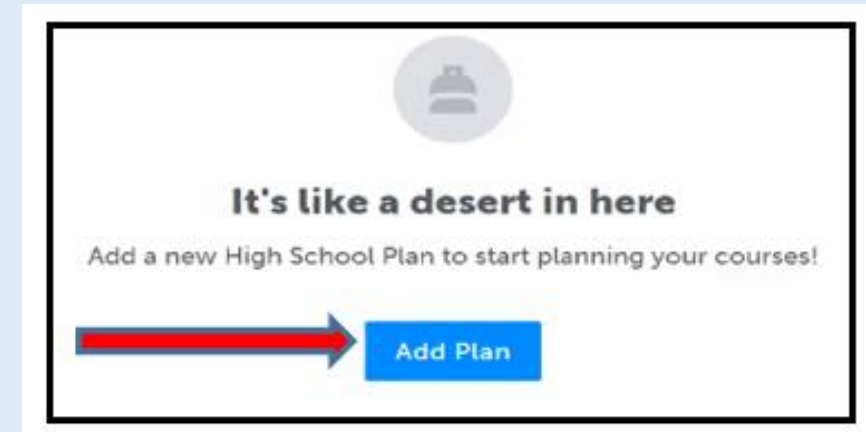 It's like a desert in here
Add a new High School Plan to start planning your courses!
Add Plan